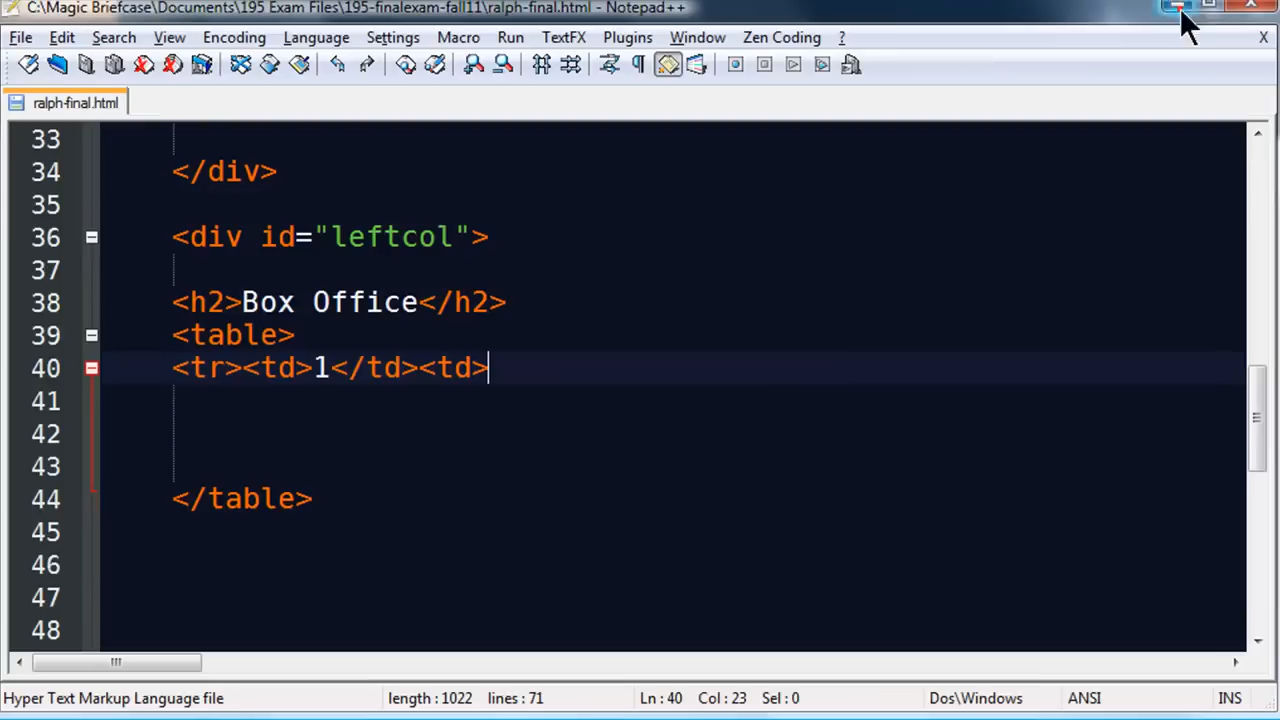 C:\Magic Briefcase\Documents\195 Exam Files\195-finalexam-fall11\ralph-final.html - Notepad++
File Edit Search View Encoding Language Settings Macro Run TextFX Plugins Window Zen Coding ? X
ralph-final.html
33
34 </div>
35
36 <div id="leftcol">
37
38 <h2>Box Office</h2>
39 <table>
40 <tr><td>1</td><td>
41
42
43
44 </table>
45
46
47
48
Hyper Text Markup Language file length : 1022 lines : 71 Ln : 40 Col : 23 Sel : 0 Dos\Windows ANSI INS